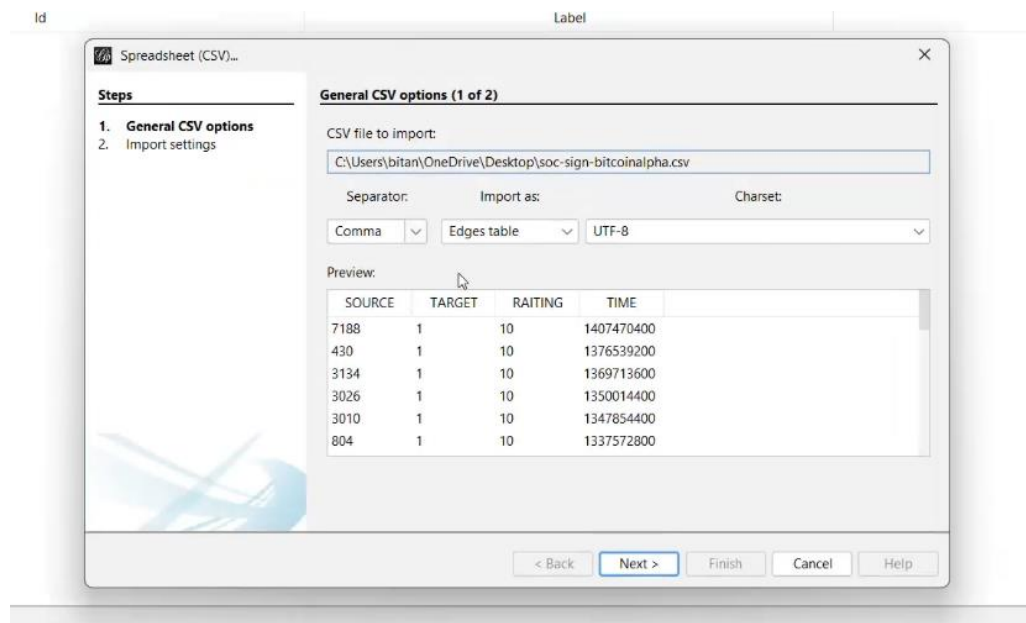 Id Label
Spreadsheet (CSV)...
Steps
1. General CSV options
2. Import settings
General CSV options (1 of 2)
CSV file to import:
C:\Users\bitan\OneDrive\Desktop\soc-sign-bitcoinalpha.csv
Separator: Import as: Charset:
Comma Edges table UTF-8
Preview:
SOURCE TARGET RAITING TIME
7188 1 10 1407470400
430 1 10 1376539200
3134 1 10 1369713600
3026 1 10 1350014400
3010 1 10 1347854400
804 1 10 1337572800
< Back Next > Finish Cancel Help